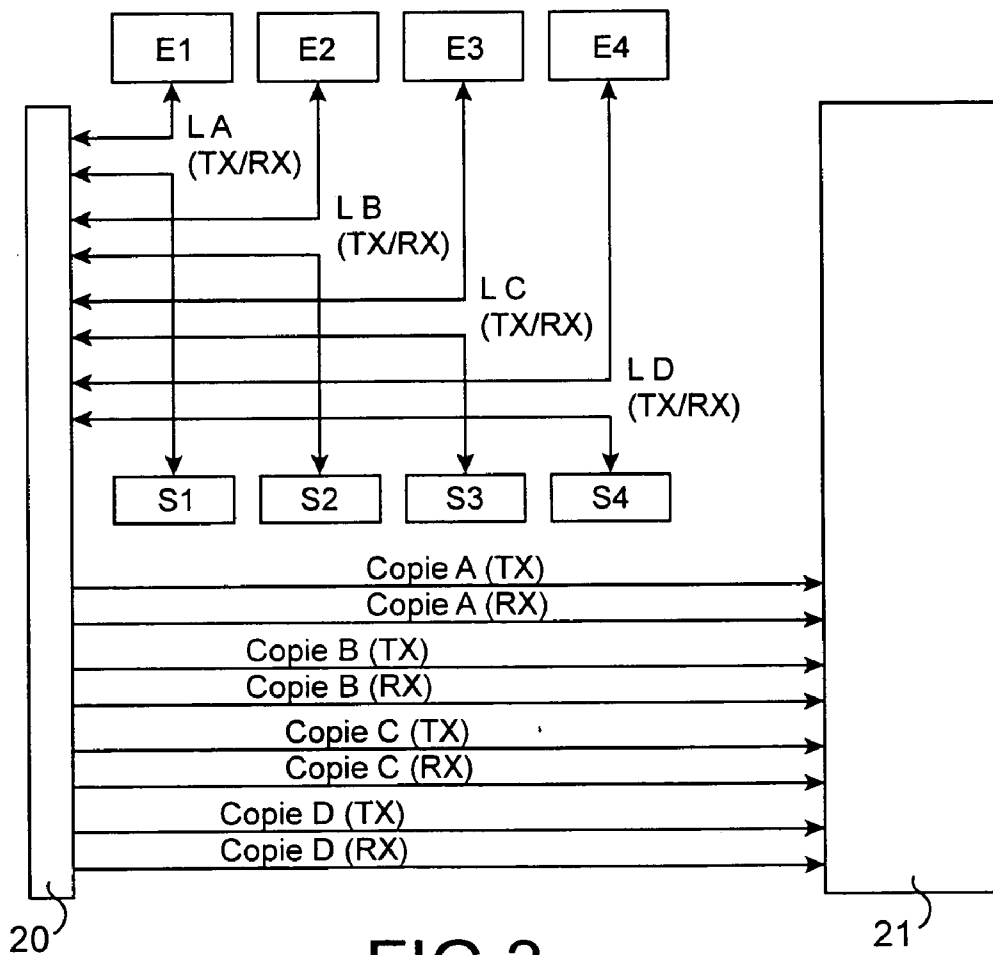 E1 E2 E3 E4
L A
(TX/RX)
L B
(TX/RX)
L C
(TX/RX)
L D
(TX/RX)
S1 S2 S3 S4
Copie A (TX)
Copie A (RX)
Copie B (TX)
Copie B (RX)
Copie C (TX)
Copie C (RX)
Copie D (TX)
Copie D (RX)
20 21